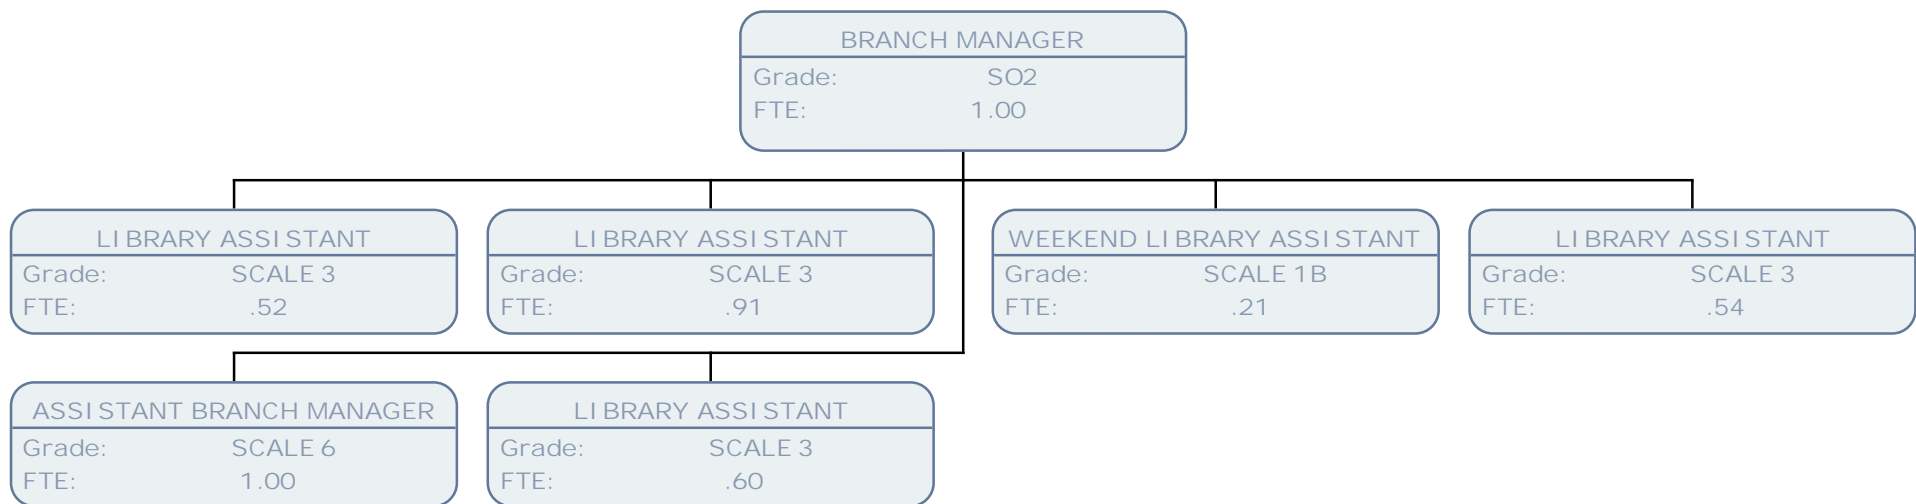 BRANCH MANAGER
Grade: SO2
FTE: 1.00
LIBRARY ASSISTANT
Grade: SCALE 3
FTE: .52
LIBRARY ASSISTANT
Grade: SCALE 3
FTE: .91
WEEKEND LIBRARY ASSISTANT
Grade: SCALE 1B
FTE: .21
LIBRARY ASSISTANT
Grade: SCALE 3
FTE: .54
ASSISTANT BRANCH MANAGER
Grade: SCALE 6
FTE: 1.00
LIBRARY ASSISTANT
Grade: SCALE 3
FTE: .60